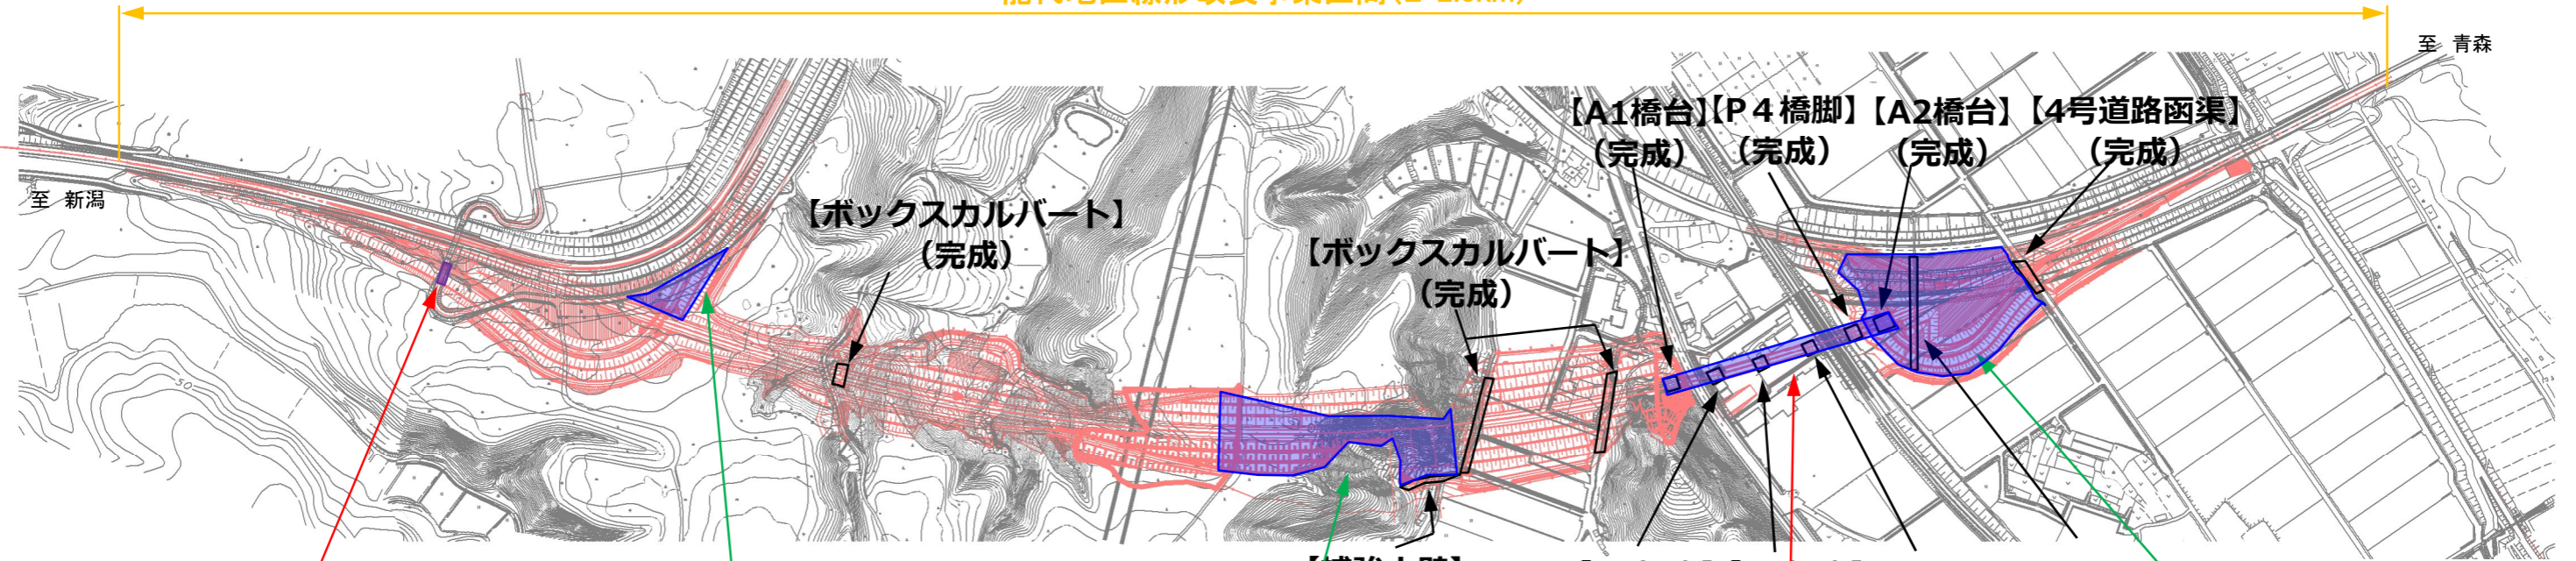 至 青森
【A1橋台】【P４橋脚】【A2橋台】【4号道路函渠】
（完成）（完成）（完成）（完成）
至 新潟
【ボックスカルバート】
（完成）
【ボックスカルバート】
（完成）
50